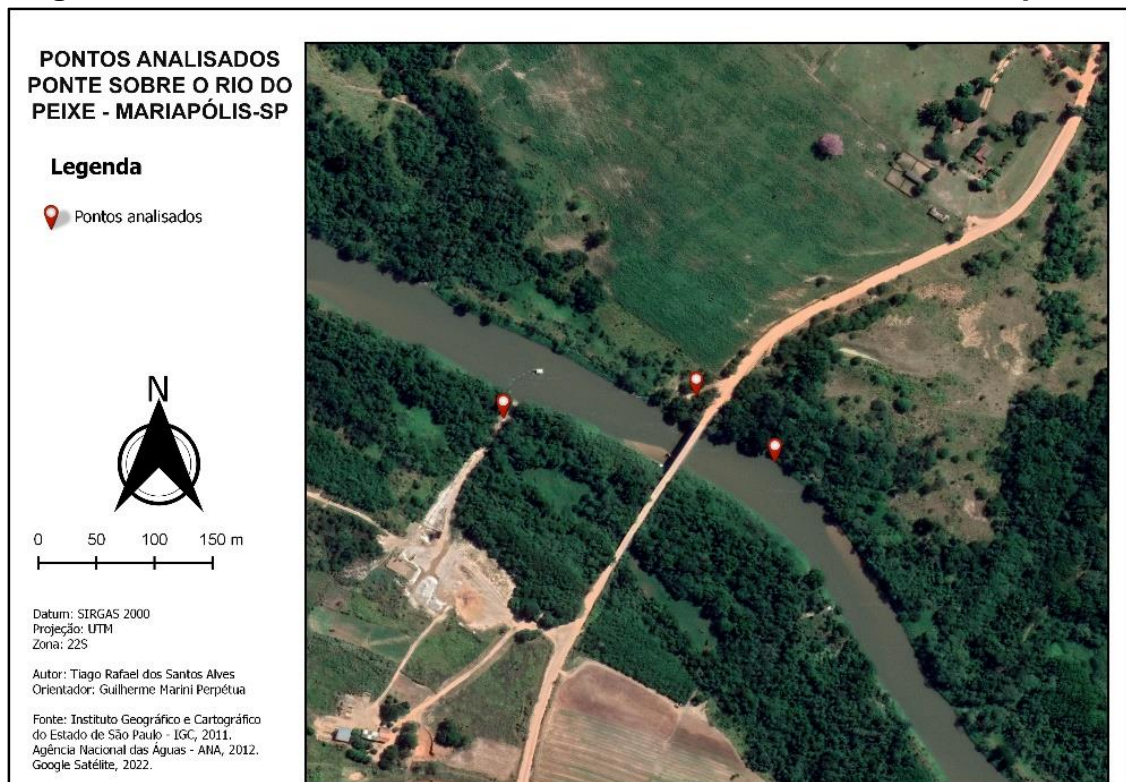 PONTOS ANALISADOS
PONTE SOBRE O RIO DO
PEIXE - MARIAPÓLIS-SP
Legenda
Pontos analisados
N
0 50 100 150 m
Datum: SIRGAS 2000
Projeção: UTM
Zona: 22S
Autor: Tiago Rafael dos Santos Alves
Orientador: Guilherme Marini Perpétua
Fonte: Instituto Geográfico e Cartográfico
do Estado de São Paulo - IGC, 2011.
Agência Nacional das Águas - ANA, 2012.
Google Satélite, 2022.